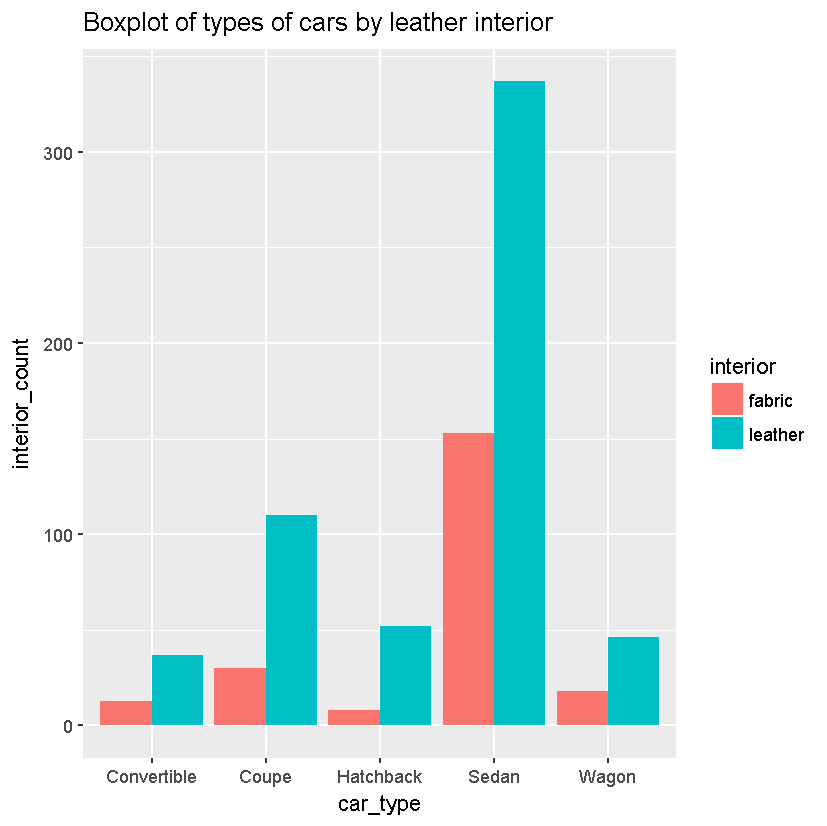 Boxplot of types of cars by leather interior
300
200
100
0
interior_count
Convertible Coupe Hatchback Sedan Wagon
car_type
interior
fabric
leather